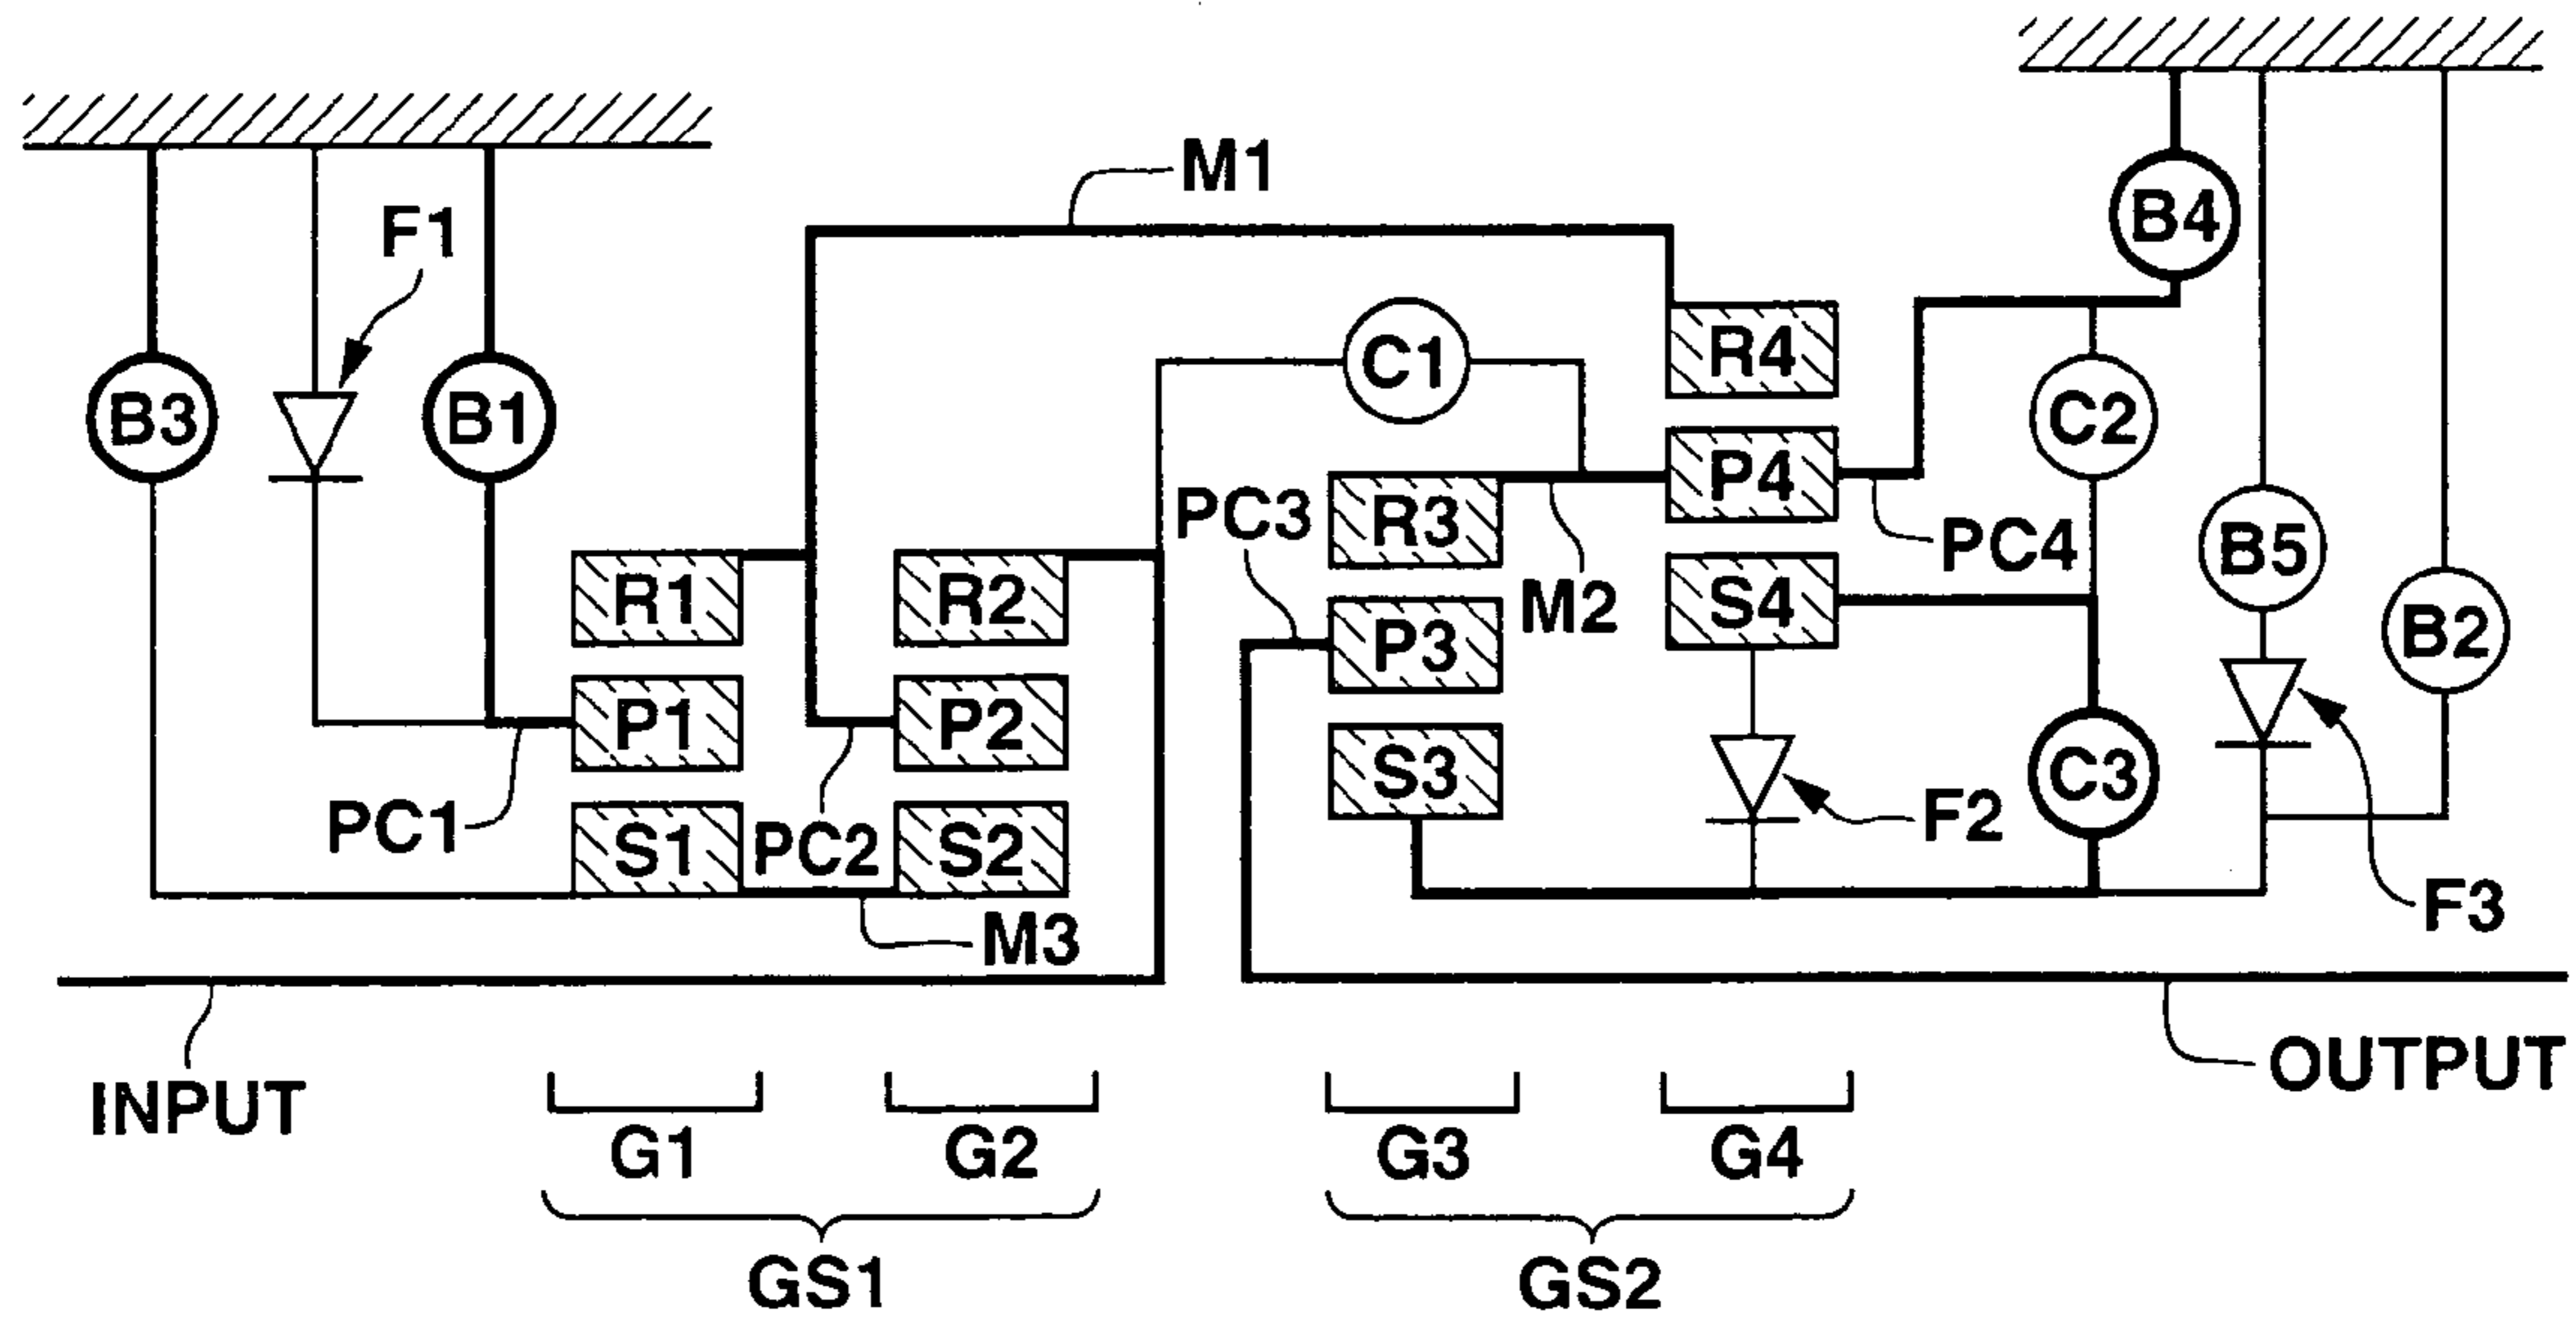 M1
B4
F1
C1
R4
C2
B3
B1
P4
PC3
R3
PC4
B5
R1
R2
M2
S4
B2
P3
P1
P2
S3
C3
PC1
F2
S1
PC2
S2
F3
M3
INPUT
OUTPUT
G1
G2
G3
G4
GS1
GS2